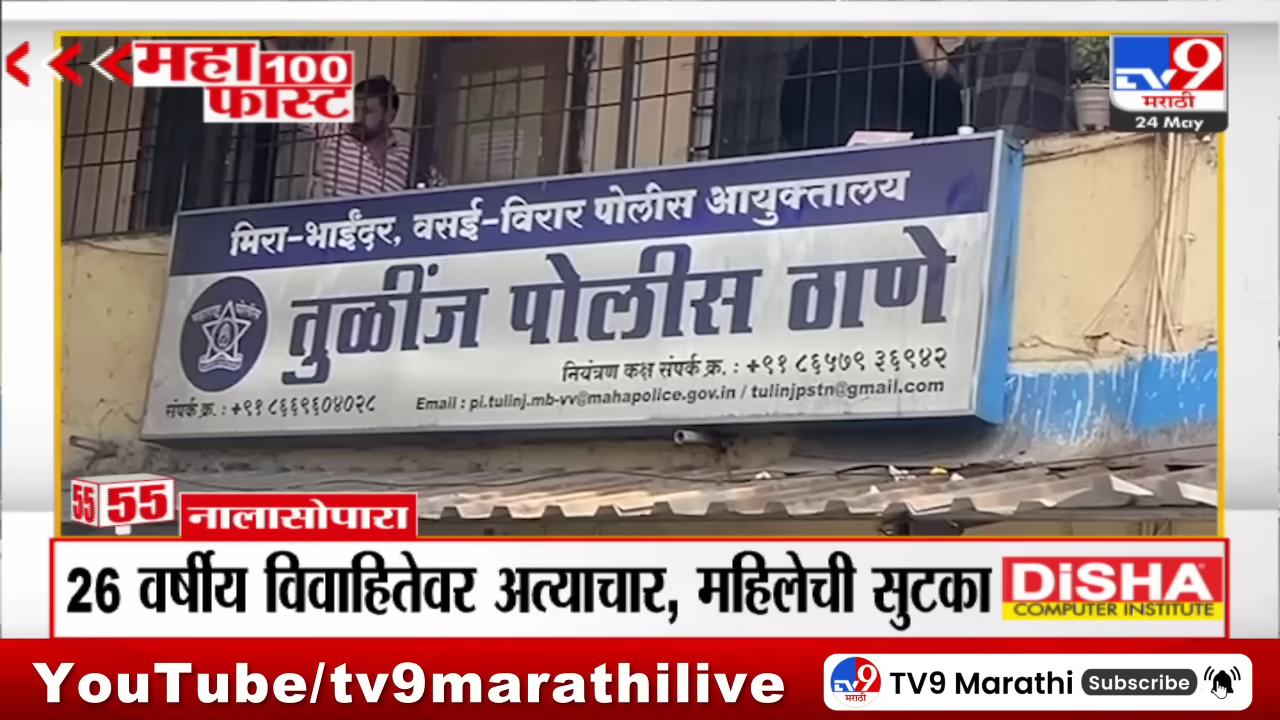 महा 100
फास्ट
TV9
मराठी
24 May
मिरा-भाईंदर, वसई-विरार पोलीस आयुक्तालय
तुळींज पोलीस ठाणे
नियंत्रण कक्ष संपर्क क्र. : +९१ ८६५७९ ३६९४२
संपर्क क्र. : +९१ ८६६९६०४०२८
Email : pi.tulinj.mb-vv@mahapolice.gov.in / tulinjpstn@gmail.com
55 55
नालासोपारा
26 वर्षीय विवाहितेवर अत्याचार, महिलेची सुटका
DiSHA
COMPUTER INSTITUTE
YouTube/tv9marathilive
TV9 मराठी TV9 Marathi Subscribe